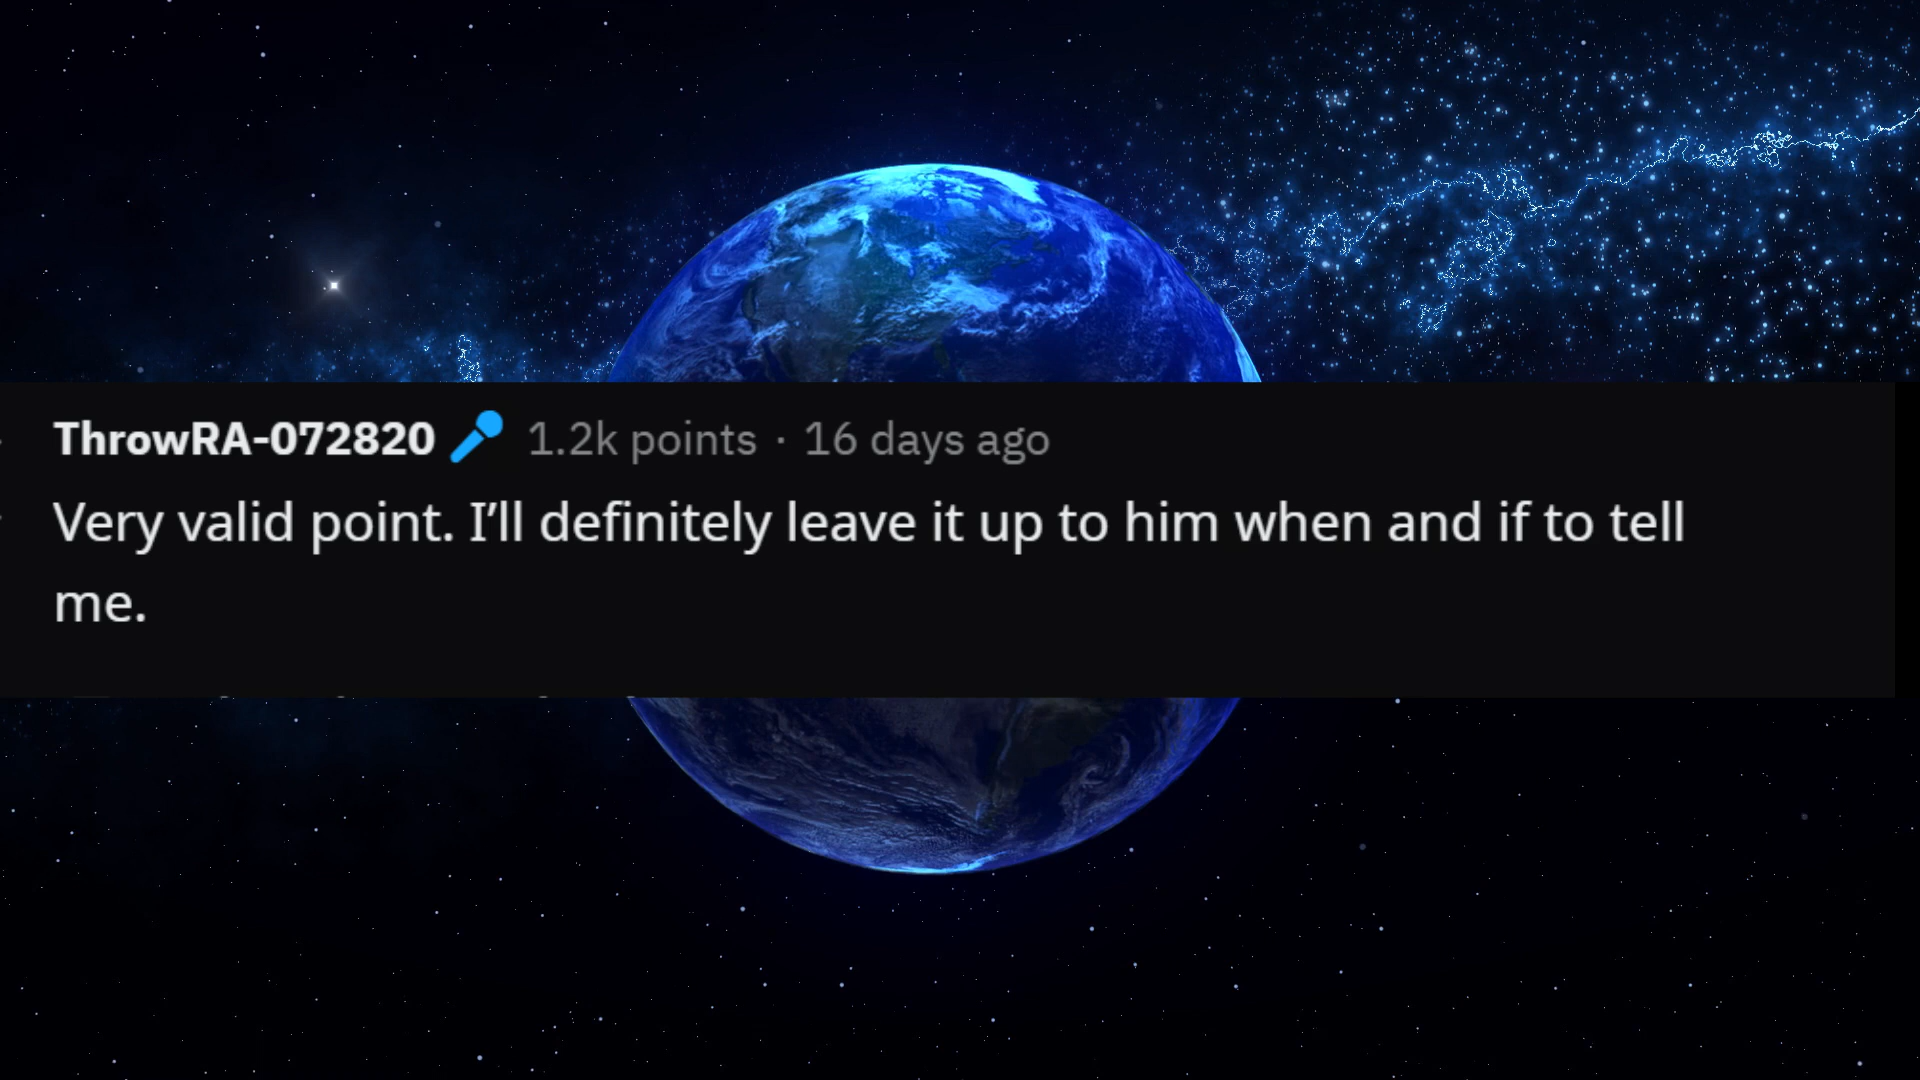 ThrowRA-072820 1.2k points · 16 days ago
Very valid point. I’ll definitely leave it up to him when and if to tell
me.